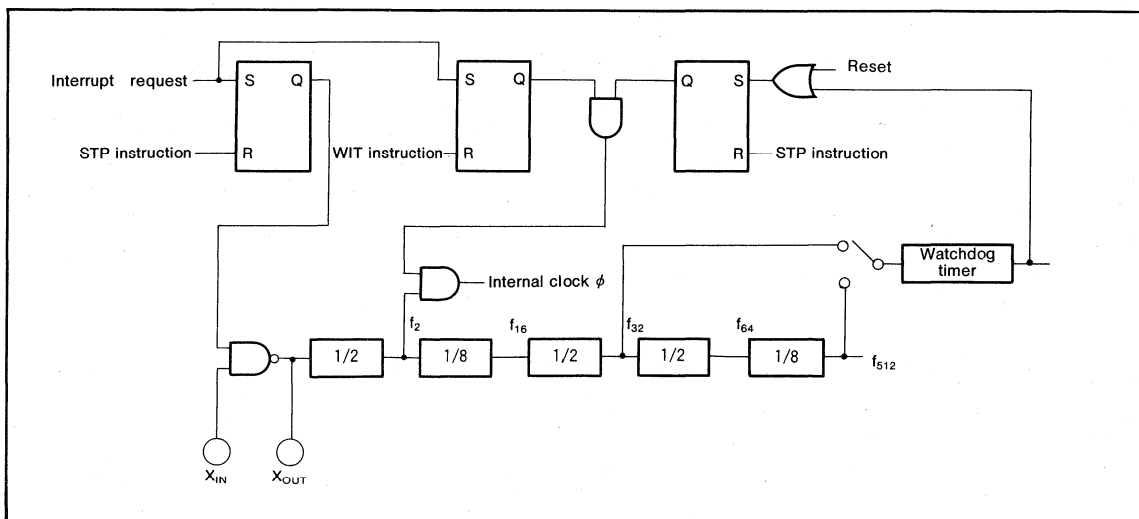 Interrupt request
S Q
S Q
Q S
Reset
STP instruction
R
WIT instruction
R
R
STP instruction
Watchdog timer
Internal clock ϕ
f2
f16
f32
f64
1/2
1/8
1/2
1/2
1/8
f512
XIN
XOUT